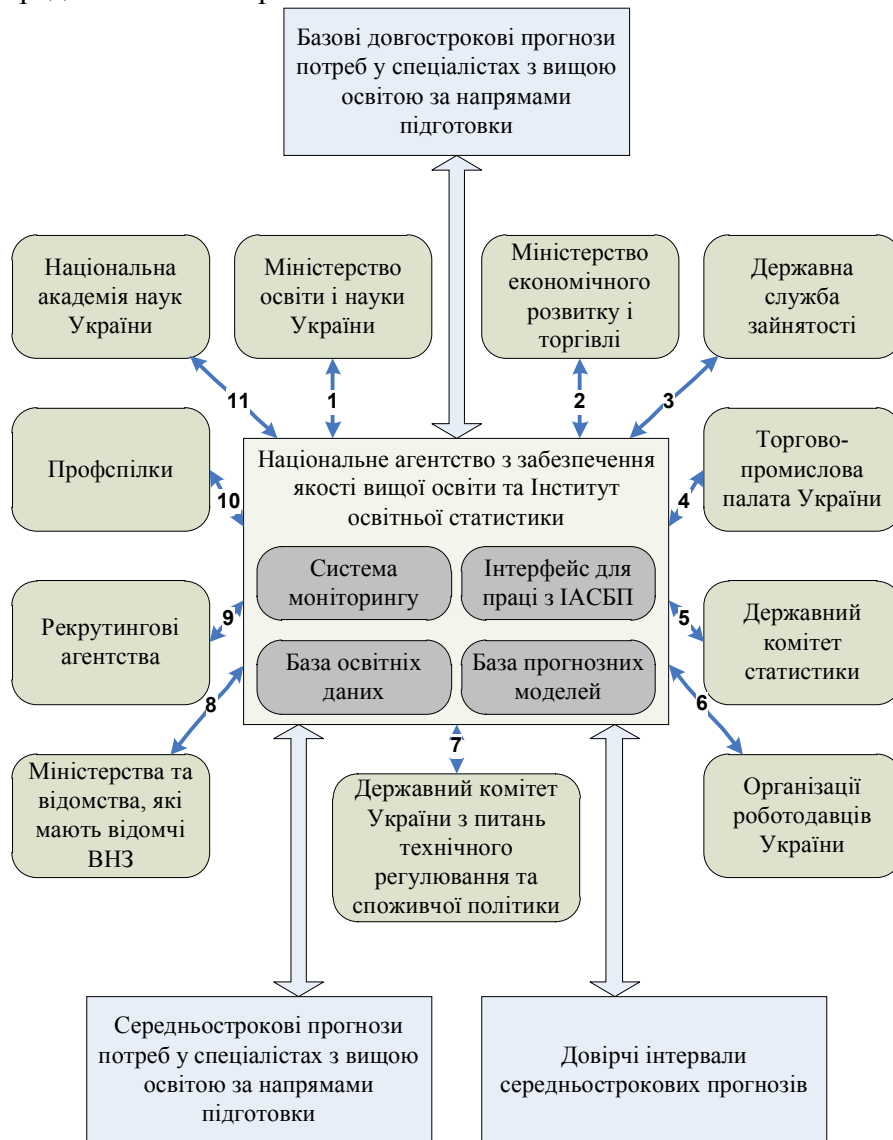 Базові довгострокові прогнози
потреб у спеціалістах з вищою
освітою за напрямами
підготовки
Національна
академія наук
України
Міністерство
освіти і науки
України
Міністерство
економічного
розвитку і
торгівлі
Державна
служба
зайнятості
11
1
2
3
Профспілки
10
Національне агентство з забезпечення
якості вищої освіти та Інститут
освітньої статистики
4
Торгово-
промислова
палата України
Система
моніторингу
Інтерфейс для
праці з ІАСБП
Рекрутингові
агентства
9
5
Державний
комітет
статистики
База освітніх
даних
База прогнозних
моделей
8
6
7
Міністерства та
відомства, які
мають відомчі
ВНЗ
Державний комітет
України з питань
технічного
регулювання та
споживчої політики
Організації
роботодавців
України
Середньострокові прогнози
потреб у спеціалістах з вищою
освітою за напрямами
підготовки
Довірчі інтервали
середньострокових прогнозів